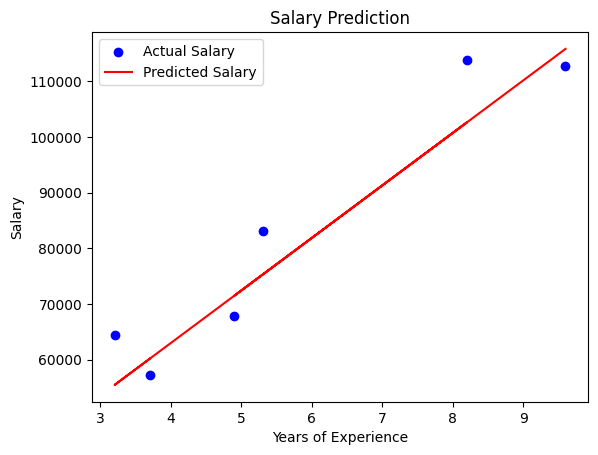 Salary Prediction
Actual Salary
Predicted Salary
110000
100000
90000
80000
70000
60000
Salary
3 4 5 6 7 8 9
Years of Experience